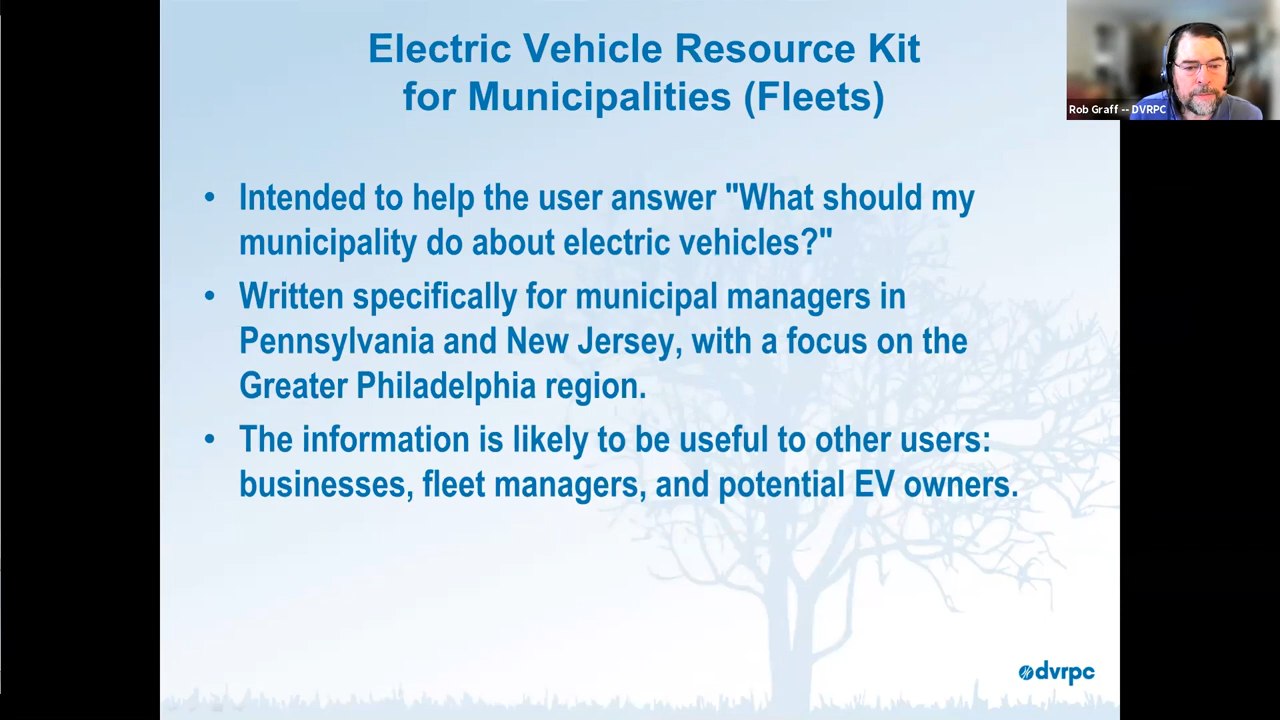 Electric Vehicle Resource Kit
for Municipalities (Fleets)
Rob Graff -- DVRPC
• Intended to help the user answer "What should my
municipality do about electric vehicles?"
• Written specifically for municipal managers in
Pennsylvania and New Jersey, with a focus on the
Greater Philadelphia region.
• The information is likely to be useful to other users:
businesses, fleet managers, and potential EV owners.
dvrpc